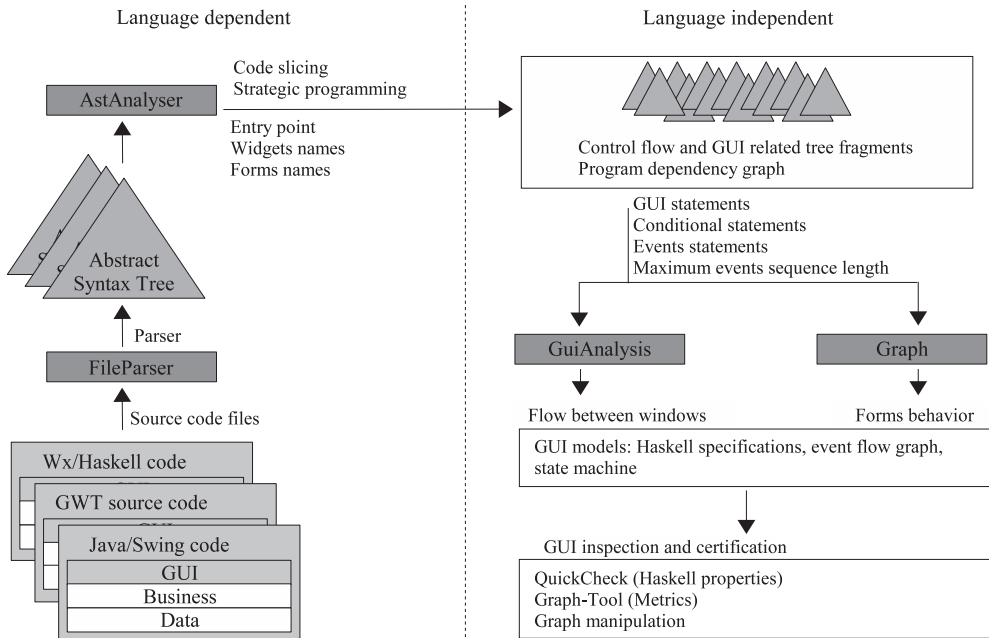 Language dependent
Language independent
Code slicing
Strategic programming
AstAnalyser
Entry point
Widgets names
Forms names
Control flow and GUI related tree fragments
Program dependency graph
GUI statements
Conditional statements
Events statements
Maximum events sequence length
Abstract
Syntax Tree
Parser
FileParser
Source code files
GuiAnalysis
Graph
Flow between windows
Forms behavior
GUI models: Haskell specifications, event flow graph,
state machine
Wx/Haskell code
GWT source code
Java/Swing code
GUI
Business
Data
GUI inspection and certification
QuickCheck (Haskell properties)
Graph-Tool (Metrics)
Graph manipulation